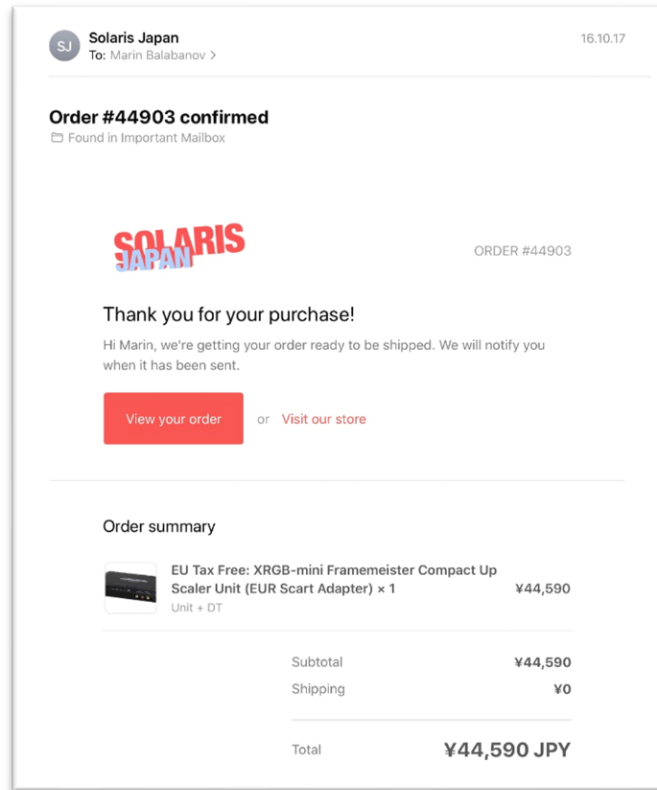 SJ
Solaris Japan
16.10.17
To: Marin Balabanov >
Order #44903 confirmed
Found in Important Mailbox
SOLARIS
JAPAN
ORDER #44903
Thank you for your purchase!
Hi Marin, we're getting your order ready to be shipped. We will notify you
when it has been sent.
View your order or Visit our store
Order summary
EU Tax Free: XRGB-mini Framemeister Compact Up
Scaler Unit (EUR Scart Adapter) × 1 ¥44,590
Unit + DT
Subtotal ¥44,590
Shipping ¥0
Total ¥44,590 JPY